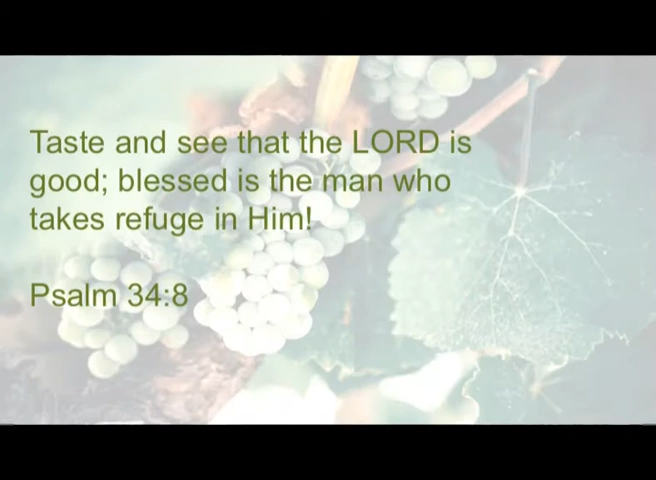 Taste and see that the LORD is
good; blessed is the man who
takes refuge in Him!
Psalm 34:8